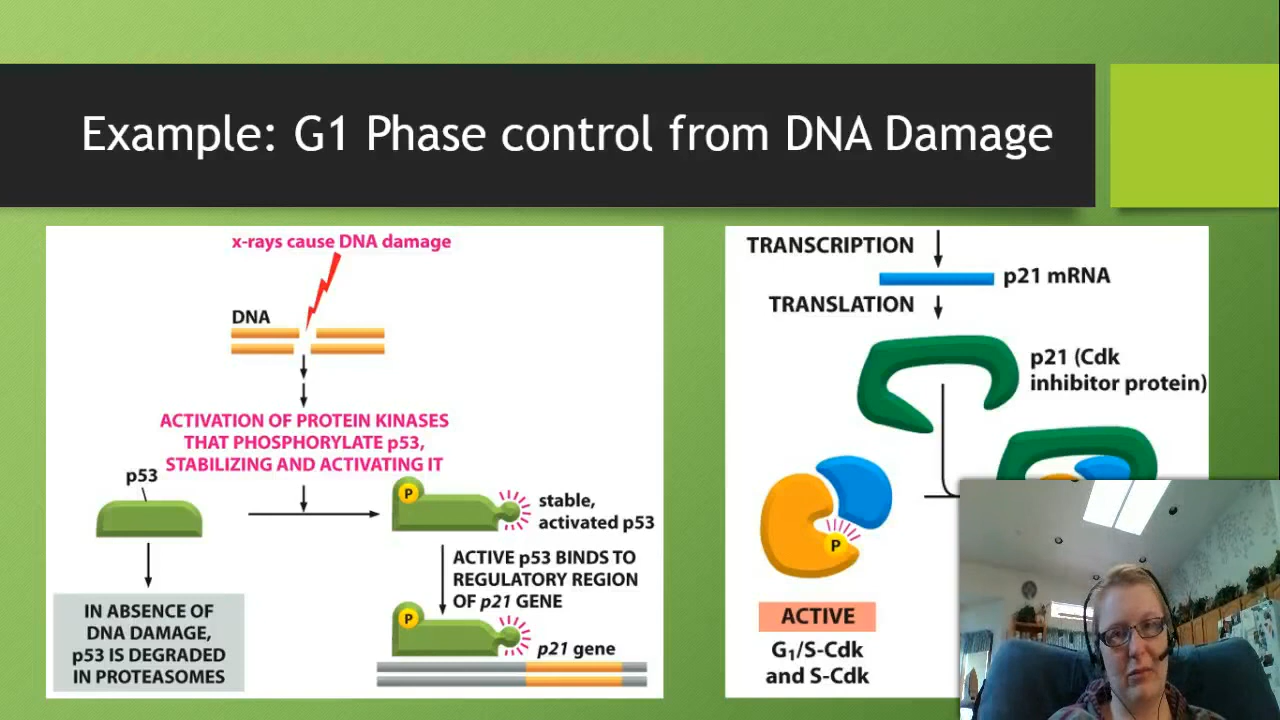 Example: G1 Phase control from DNA Damage
x-rays cause DNA damage
DNA
ACTIVATION OF PROTEIN KINASES
THAT PHOSPHORYLATE p53,
STABILIZING AND ACTIVATING IT
p53
P
stable,
activated p53
IN ABSENCE OF
DNA DAMAGE,
p53 IS DEGRADED
IN PROTEASOMES
ACTIVE p53 BINDS TO
REGULATORY REGION
OF p21 GENE
P
p21 gene
TRANSCRIPTION
p21 mRNA
TRANSLATION
p21 (Cdk
inhibitor protein)
P
ACTIVE
G₁/S-Cdk
and S-Cdk